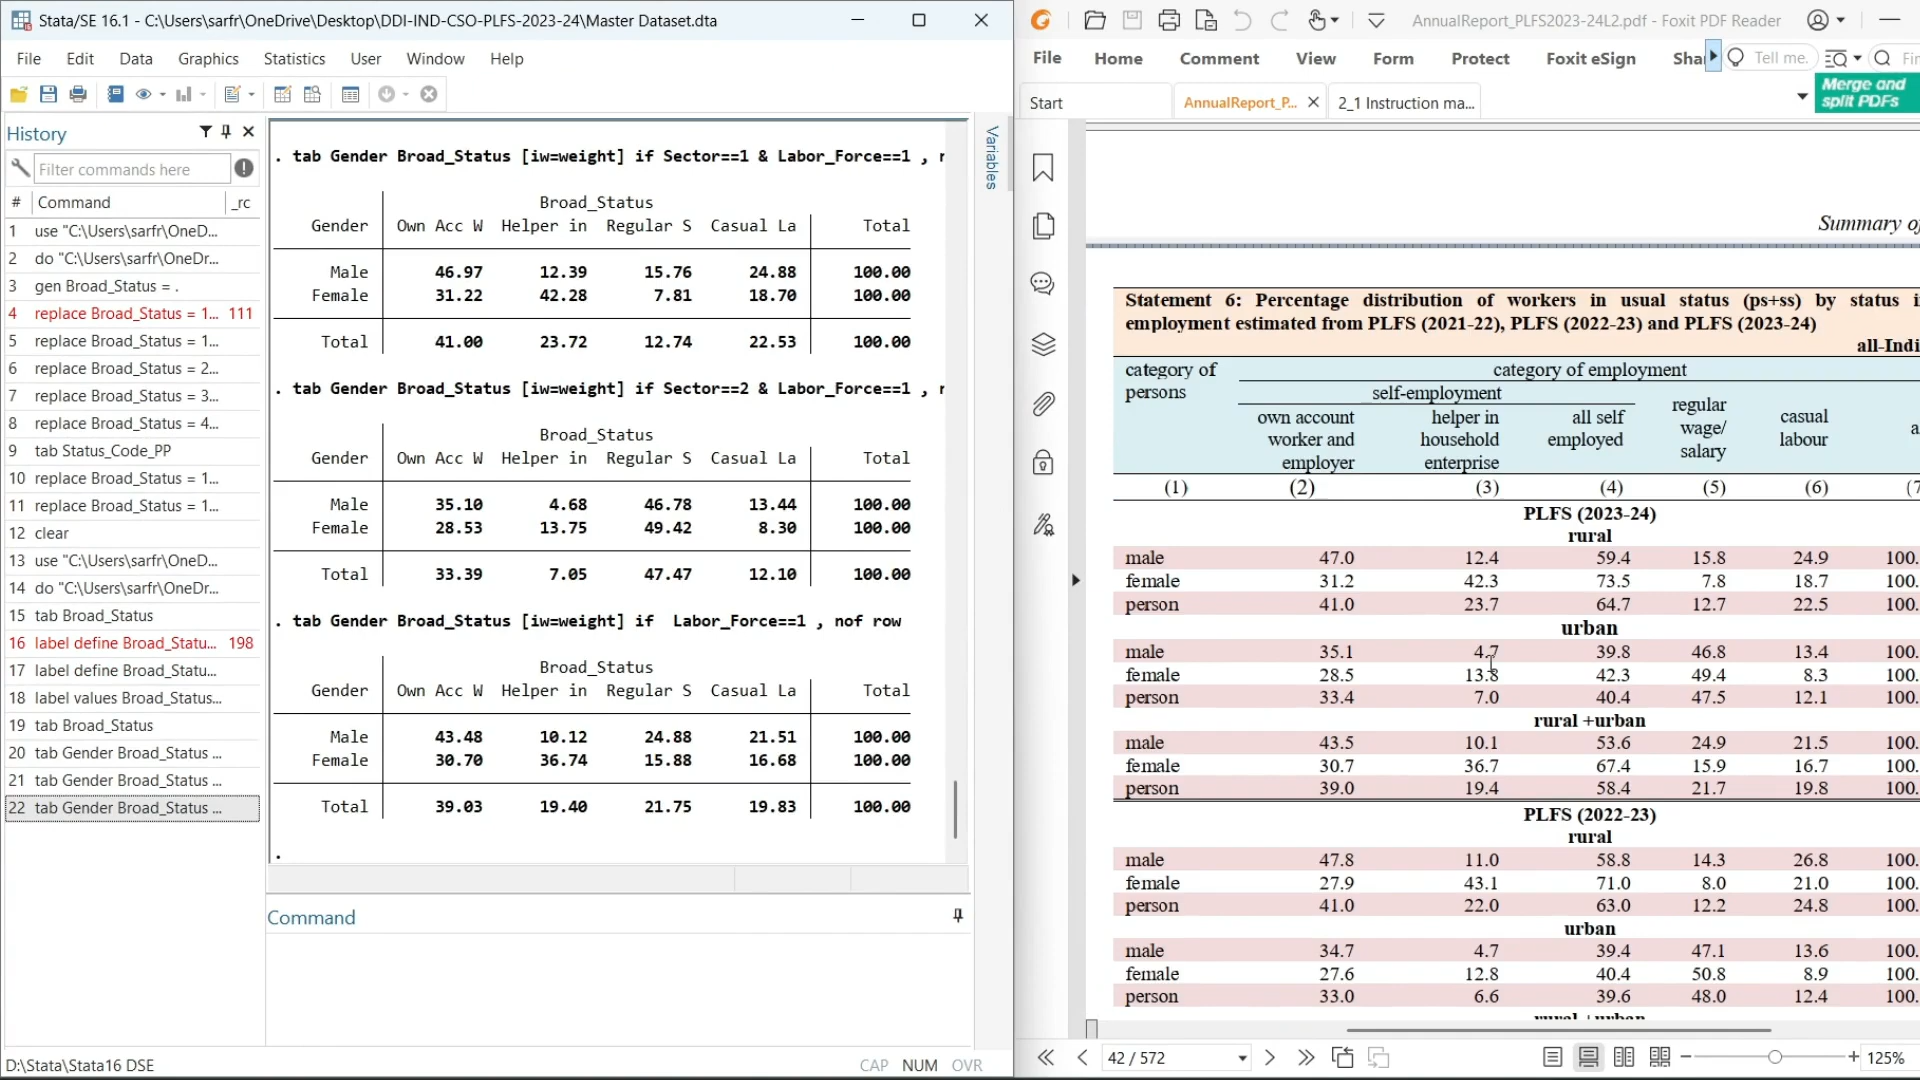 Stata/SE 16.1 - C:\Users\sarfr\OneDrive\Desktop\DDI-IND-CSO-PLFS-2023-24\Master Dataset.dta
File Edit Data Graphics Statistics User Window Help
History
Filter commands here
# Command _rc
1 use "C:\Users\sarfr\OneD...
2 do "C:\Users\sarfr\OneDr...
3 gen Broad_Status = .
4 replace Broad_Status = 1... 111
5 replace Broad_Status = 1...
6 replace Broad_Status = 2...
7 replace Broad_Status = 3...
8 replace Broad_Status = 4...
9 tab Status_Code_PP
10 replace Broad_Status = 1...
11 replace Broad_Status = 1...
12 clear
13 use "C:\Users\sarfr\OneD...
14 do "C:\Users\sarfr\OneDr...
15 tab Broad_Status
16 label define Broad_Statu... 198
17 label define Broad_Statu...
18 label values Broad_Status...
19 tab Broad_Status
20 tab Gender Broad_Status ...
21 tab Gender Broad_Status ...
22 tab Gender Broad_Status ...
. tab Gender Broad_Status [iw=weight] if Sector==1 & Labor_Force==1 ,
Broad_Status
Gender Own Acc W Helper in Regular S Casual La Total
Male 46.97 12.39 15.76 24.88 100.00
Female 31.22 42.28 7.81 18.70 100.00
Total 41.00 23.72 12.74 22.53 100.00
. tab Gender Broad_Status [iw=weight] if Sector==2 & Labor_Force==1 ,
Broad_Status
Gender Own Acc W Helper in Regular S Casual La Total
Male 35.10 4.68 46.78 13.44 100.00
Female 28.53 13.75 49.42 8.30 100.00
Total 33.39 7.05 47.47 12.10 100.00
. tab Gender Broad_Status [iw=weight] if Labor_Force==1 , nof row
Broad_Status
Gender Own Acc W Helper in Regular S Casual La Total
Male 43.48 10.12 24.88 21.51 100.00
Female 30.70 36.74 15.88 16.68 100.00
Total 39.03 19.40 21.75 19.83 100.00
.
Variables
Command
D:\Stata\Stata16 DSE
CAP NUM OVR
AnnualReport_PLFS2023-24L2.pdf - Foxit PDF Reader
File Home Comment View Form Protect Foxit eSign Sha Tell me. Fin
Start AnnualReport_P... 2_1 Instruction ma...
Merge and
split PDFs
Summary of
Statement 6: Percentage distribution of workers in usual status (ps+ss) by status
employment estimated from PLFS (2021-22), PLFS (2022-23) and PLFS (2023-24)
all-Indi
category of persons
category of employment
self-employment
own account worker and employer
helper in household enterprise
all self employed
regular wage/ salary
casual labour
(1) (2) (3) (4) (5) (6) (7
PLFS (2023-24)
rural
male 47.0 12.4 59.4 15.8 24.9 100.
female 31.2 42.3 73.5 7.8 18.7 100.
person 41.0 23.7 64.7 12.7 22.5 100.
urban
male 35.1 4.7 39.8 46.8 13.4 100.
female 28.5 13.8 42.3 49.4 8.3 100.
person 33.4 7.0 40.4 47.5 12.1 100.
rural +urban
male 43.5 10.1 53.6 24.9 21.5 100.
female 30.7 36.7 67.4 15.9 16.7 100.
person 39.0 19.4 58.4 21.7 19.8 100.
PLFS (2022-23)
rural
male 47.8 11.0 58.8 14.3 26.8 100.
female 27.9 43.1 71.0 8.0 21.0 100.
person 41.0 22.0 63.0 12.2 24.8 100.
urban
male 34.7 4.7 39.4 47.1 13.6 100.
female 27.6 12.8 40.4 50.8 8.9 100.
person 33.0 6.6 39.6 48.0 12.4 100.
42 / 572
125%